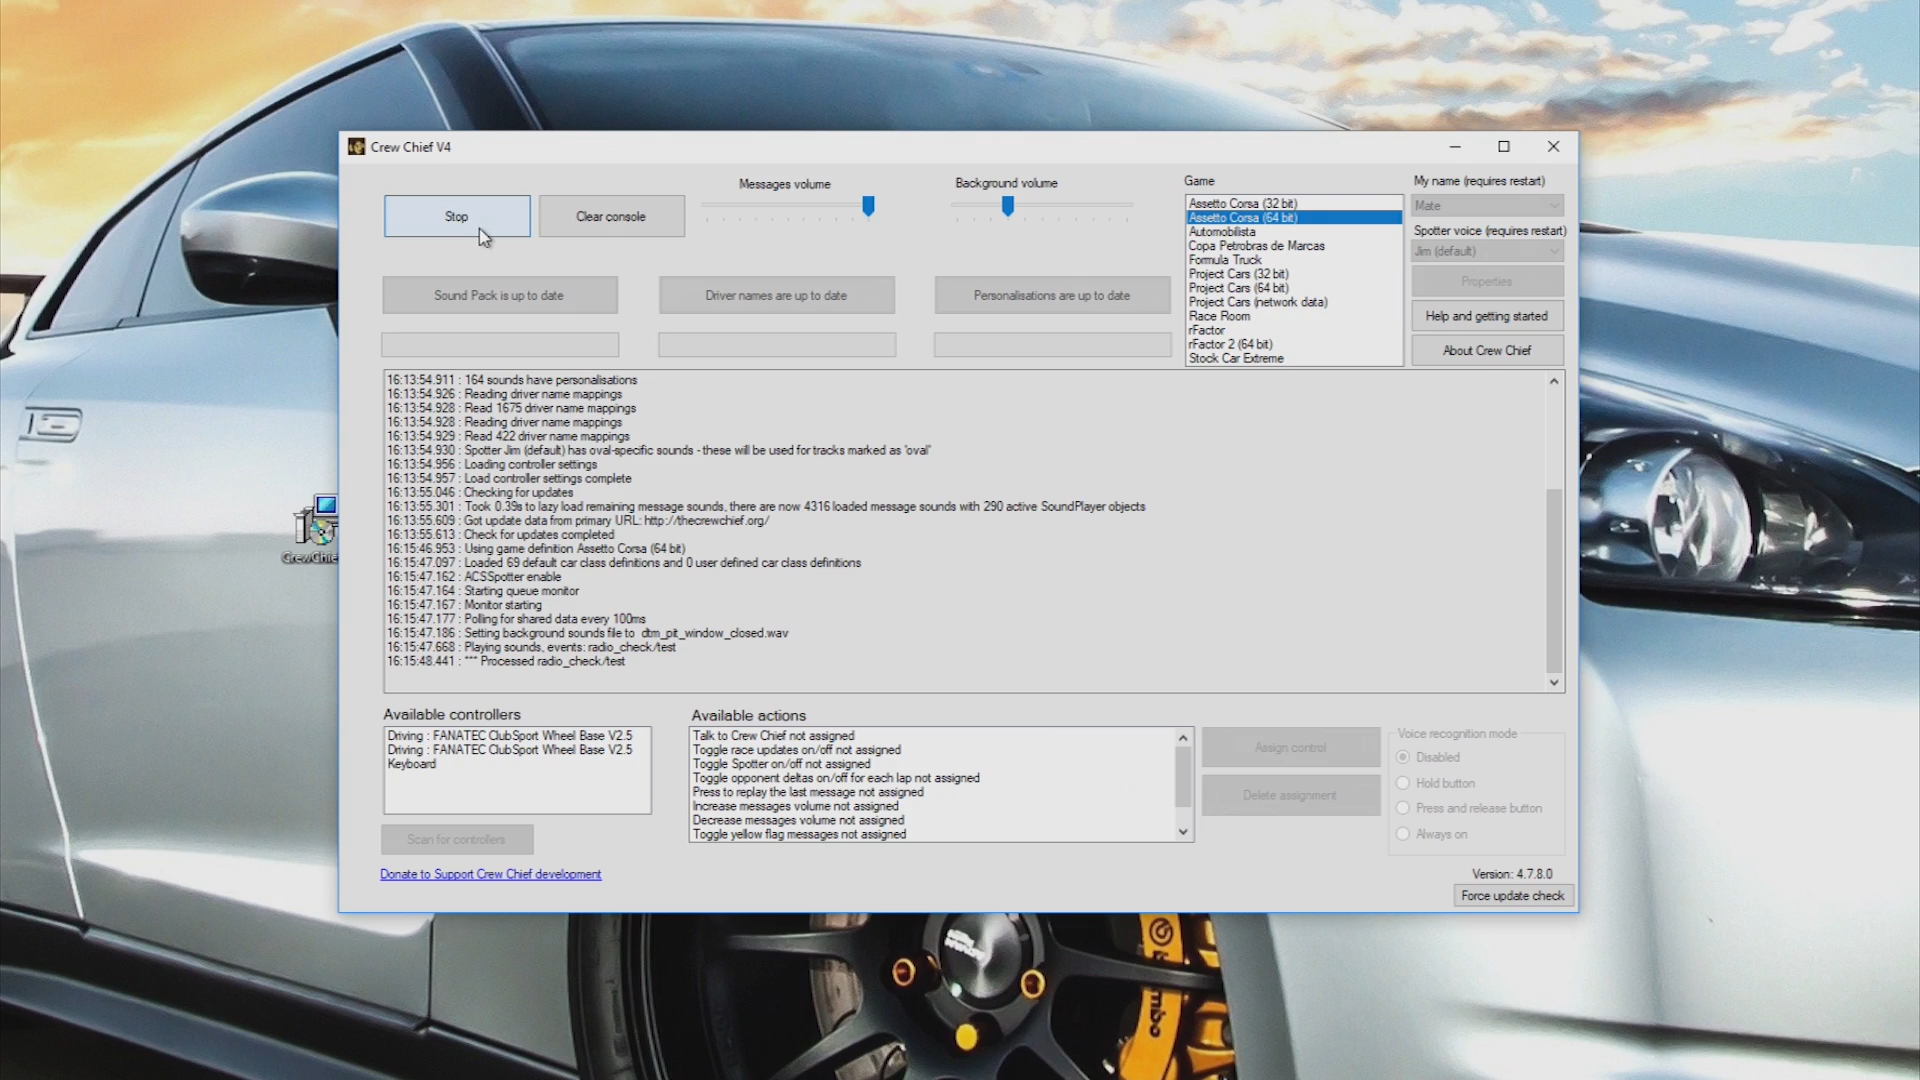 Crew Chief V4
Stop
Clear console
Messages volume
Background volume
Game
Assetto Corsa (32 bit)
Assetto Corsa (64 bit)
Automobilista
Copa Petrobras de Marcas
Formula Truck
Project Cars (32 bit)
Project Cars (64 bit)
Project Cars (network data)
Race Room
rFactor
rFactor 2 (64 bit)
Stock Car Extreme
My name (requires restart)
Mate
Spotter voice (requires restart)
Jim (default)
Properties
Help and getting started
About Crew Chief
Sound Pack is up to date
Driver names are up to date
Personalisations are up to date
16:13:54.911 : 164 sounds have personalisations
16:13:54.926 : Reading driver name mappings
16:13:54.928 : Read 1675 driver name mappings
16:13:54.928 : Reading driver name mappings
16:13:54.929 : Read 422 driver name mappings
16:13:54.930 : Spotter Jim (default) has oval-specific sounds - these will be used for tracks marked as 'oval'
16:13:54.956 : Loading controller settings
16:13:54.957 : Load controller settings complete
16:13:55.046 : Checking for updates
16:13:55.301 : Took 0.39s to lazy load remaining message sounds, there are now 4316 loaded message sounds with 290 active SoundPlayer objects
16:13:55.609 : Got update data from primary URL: http://thecrewchief.org/
16:13:55.613 : Check for updates completed
16:15:46.953 : Using game definition Assetto Corsa (64 bit)
16:15:47.097 : Loaded 69 default car class definitions and 0 user defined car class definitions
16:15:47.162 : ACSSpotter enable
16:15:47.164 : Starting queue monitor
16:15:47.167 : Monitor starting
16:15:47.177 : Polling for shared data every 100ms
16:15:47.186 : Setting background sounds file to  dtm_pit_window_closed.wav
16:15:47.668 : Playing sounds, events: radio_check/test
16:15:48.441 : *** Processed radio_check/test
CrewChie
Available controllers
Driving : FANATEC ClubSport Wheel Base V2.5
Driving : FANATEC ClubSport Wheel Base V2.5
Keyboard
Scan for controllers
Available actions
Talk to Crew Chief not assigned
Toggle race updates on/off not assigned
Toggle Spotter on/off not assigned
Toggle opponent deltas on/off for each lap not assigned
Press to replay the last message not assigned
Increase messages volume not assigned
Decrease messages volume not assigned
Toggle yellow flag messages not assigned
Assign control
Delete assignment
Voice recognition mode
Disabled
Hold button
Press and release button
Always on
Donate to Support Crew Chief development
Version: 4.7.8.0
Force update check